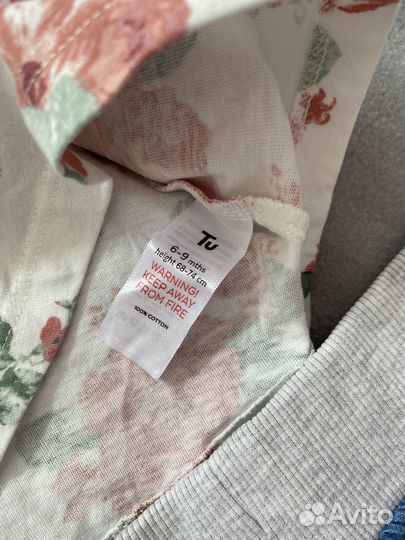 Tu
6-9 mths
height 68-74 cm
WARNING!
KEEP AWAY
FROM FIRE
100% COTTON
Avito